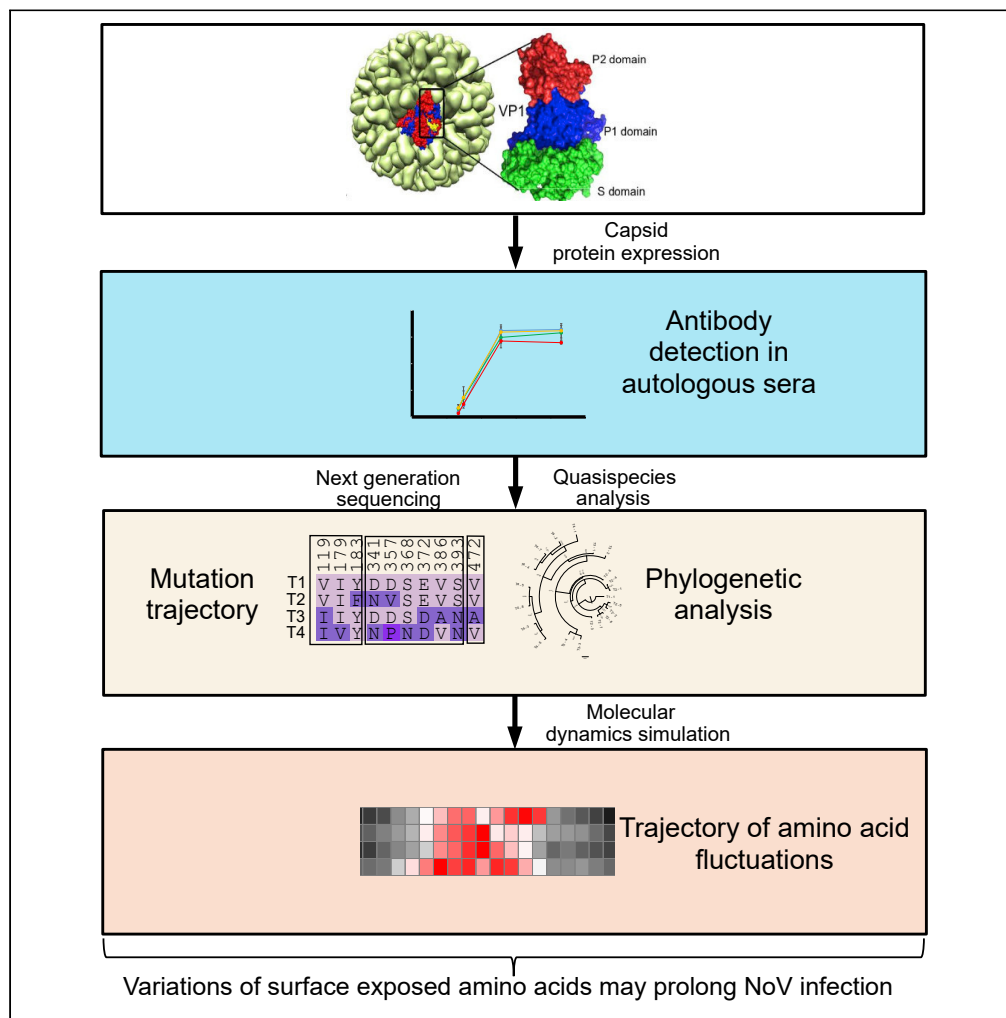 P2 domain
VP1
P1 domain
S domain
Capsid
protein expression
Antibody
detection in
autologous sera
Next generation
sequencing
Quasispecies
analysis
Mutation
trajectory
119 179 183 341 357 368 372 386 393 472
T1 V I Y D D S E V S V
T2 V I F N V S E V S V
T3 I I Y D D S D A N A
T4 I V Y N P N D V N V
Phylogenetic
analysis
Molecular
dynamics simulation
Trajectory of amino acid
fluctuations
Variations of surface exposed amino acids may prolong NoV infection